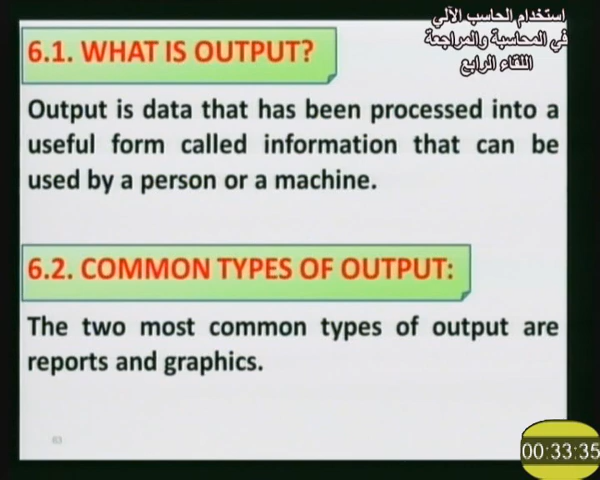 استخدام الحاسب الآلي
في المحاسبة والمراجعة
اللقاء الرابع
6.1. WHAT IS OUTPUT?
Output is data that has been processed into a
useful form called information that can be
used by a person or a machine.
6.2. COMMON TYPES OF OUTPUT:
The two most common types of output are
reports and graphics.
00:33:35